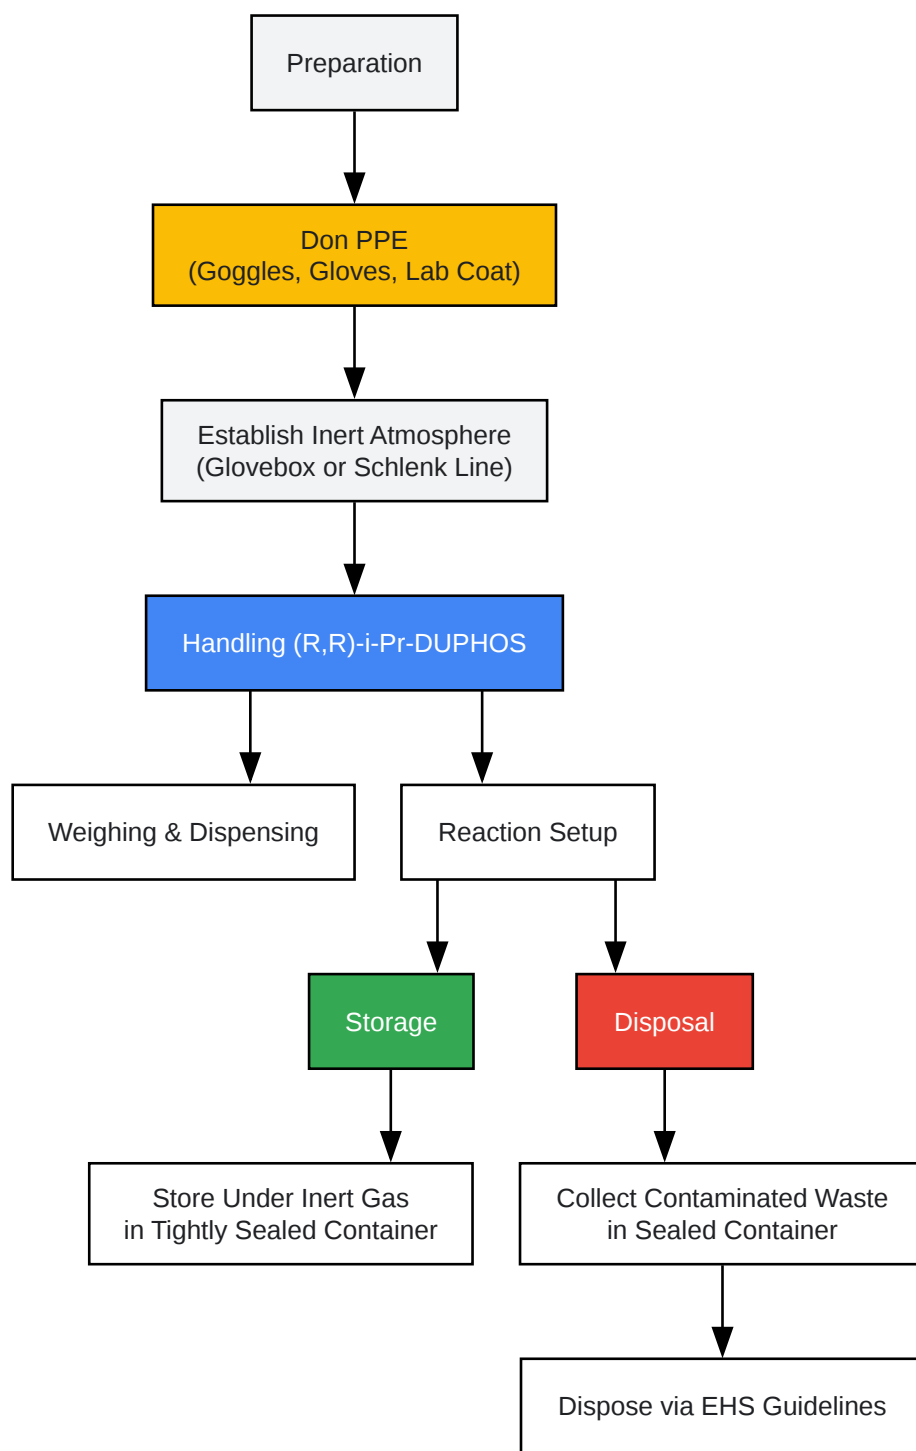 Preparation
Don PPE
(Goggles, Gloves, Lab Coat)
Establish Inert Atmosphere
(Glovebox or Schlenk Line)
Handling (R,R)-i-Pr-DUPHOS
Weighing & Dispensing
Reaction Setup
Storage
Disposal
Store Under Inert Gas
in Tightly Sealed Container
Collect Contaminated Waste
in Sealed Container
Dispose via EHS Guidelines